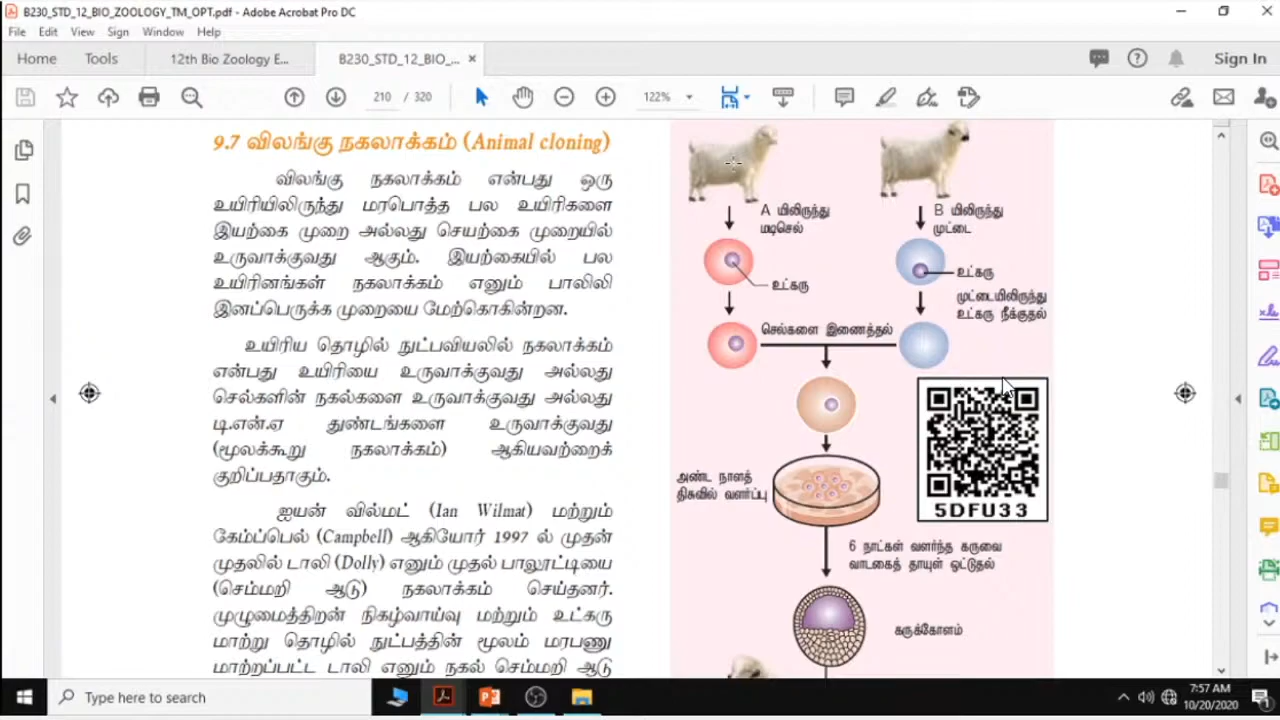 B230_STD_12_BIO_ZOOLOGY_TM_OPT.pdf - Adobe Acrobat Pro DC
File Edit View Sign Window Help
Home Tools 12th Bio Zoology E... B230_STD_12_BIO_... × Sign In
210 / 320 122%
9.7 விலங்கு நகலாக்கம் (Animal cloning)
விலங்கு நகலாக்கம் என்பது ஒரு
உயிரியிலிருந்து மரபொத்த பல உயிர்களை
இயற்கை முறை அல்லது செயற்கை முறையில்
உருவாக்குவது ஆகும். இயற்கையில் பல
உயிரினங்கள் நகலாக்கம் எனும் பாலிலி
இனப்பெருக்க முறையை மேற்கொகின்றன.
உயிரிய தொழில் நுட்பவியலில் நகலாக்கம்
என்பது உயிரியை உருவாக்குவது அல்லது
செல்களின் நகல்களை உருவாக்குவது அல்லது
டி.என்.ஏ துண்டங்களை உருவாக்குவது
(மூலக்கூறு நகலாக்கம்) ஆகியவற்றைக்
குறிப்பதாகும்.
ஐயன் வில்மட் (Ian Wilmat) மற்றும்
கேம்ப்பெல் (Campbell) ஆகியோர் 1997 ல் முதன்
முதலில் டாலி (Dolly) எனும் முதல் பாலூட்டியை
(செம்மறி ஆடு) நகலாக்கம் செய்தனர்.
முழுமைத்திறன் நிகழ்வாய்வு மற்றும் உட்கரு
மாற்று தொழில் நுட்பத்தின் மூலம் மரபணு
மாற்றப்பட்ட டாலி எனும் நகல் செம்மறி ஆடு
A யிலிருந்து
மடிசெல்
B யிலிருந்து
முட்டை
உட்கரு
உட்கரு
முட்டையிலிருந்து
உட்கரு நீக்குதல்
செல்களை இணைத்தல்
அண்ட நாளத்
திசுவில் வளர்ப்பு
5DFU33
6 நாட்கள் வளர்ந்த கருவை
வாடகைத் தாயுள் ஒட்டுதல்
கருக்கோளம்
Type here to search
7:57 AM
10/20/2020
1